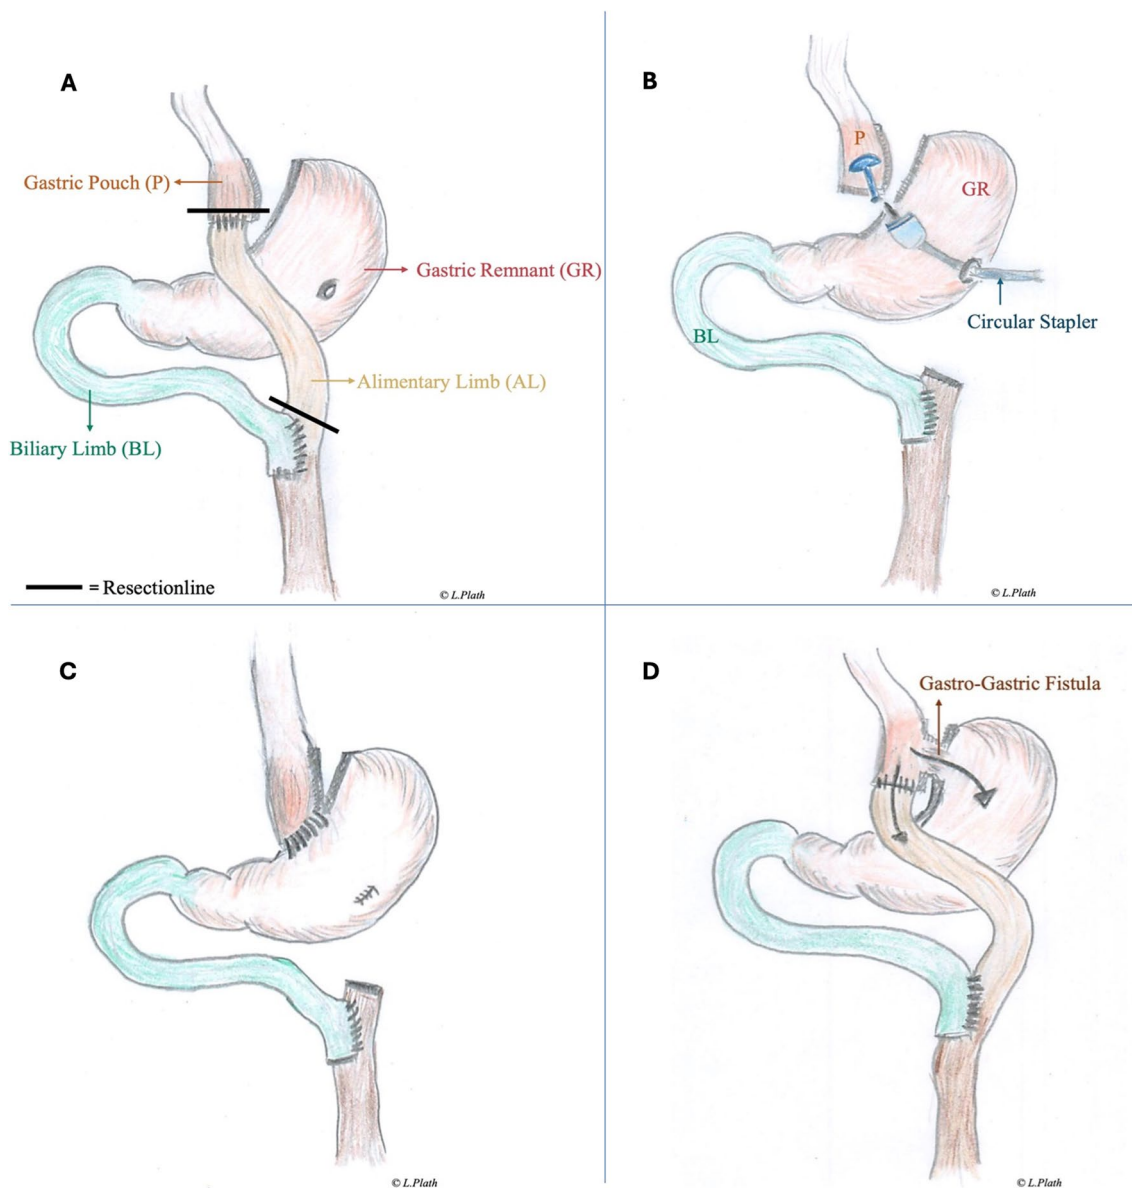 A
Gastric Pouch (P)
Gastric Remnant (GR)
Alimentary Limb (AL)
Biliary Limb (BL)
= Resectionline
© L.Plath
B
P
GR
Circular Stapler
BL
© L.Plath
C
© L.Plath
D
Gastro-Gastric Fistula
© L.Plath